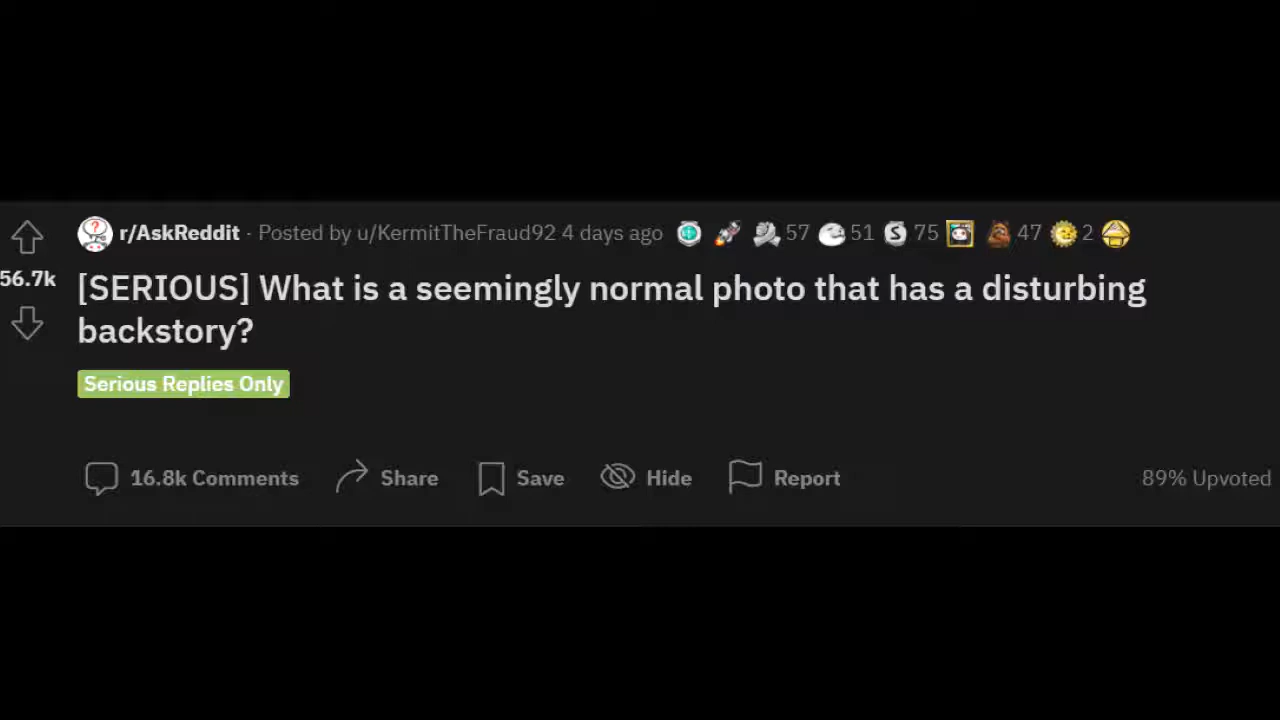 r/AskReddit · Posted by u/KermitTheFraud92 4 days ago 57 51 S 75 47 2
56.7k
[SERIOUS] What is a seemingly normal photo that has a disturbing
backstory?
Serious Replies Only
16.8k Comments Share Save Hide Report 89% Upvoted